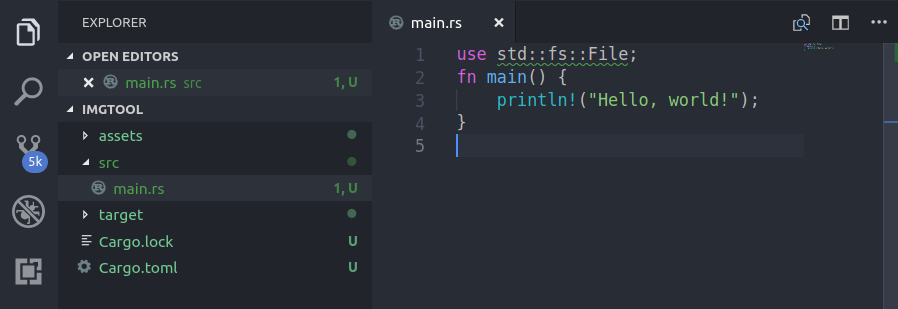 EXPLORER
OPEN EDITORS
main.rs src 1, U
IMGTOOL
assets
src
main.rs 1, U
target
Cargo.lock U
Cargo.toml U
5k
main.rs
1 use std::fs::File;
2 fn main() {
3     println!("Hello, world!");
4 }
5